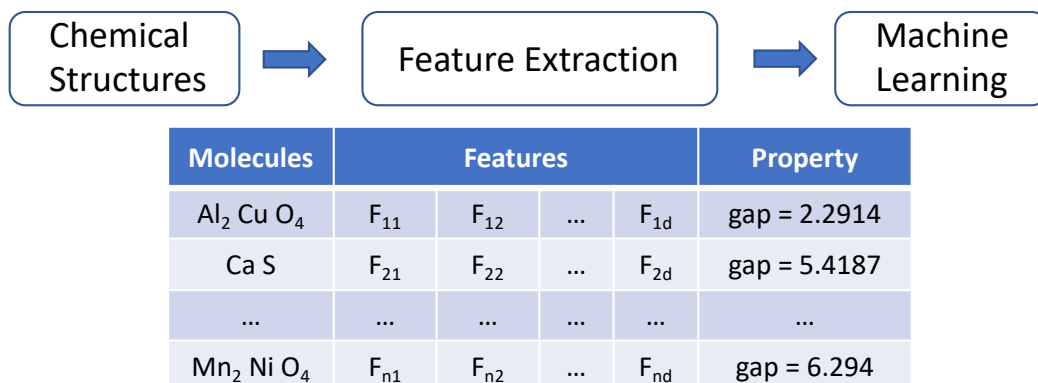 Chemical
Structures
Feature Extraction
Machine
Learning
Molecules Features Property
Al₂ Cu O₄ F₁₁ F₁₂ ... F₁d gap = 2.2914
Ca S F₂₁ F₂₂ ... F₂d gap = 5.4187
... ... ... ... ... ...
Mn₂ Ni O₄ Fn₁ Fn₂ ... Fnd gap = 6.294